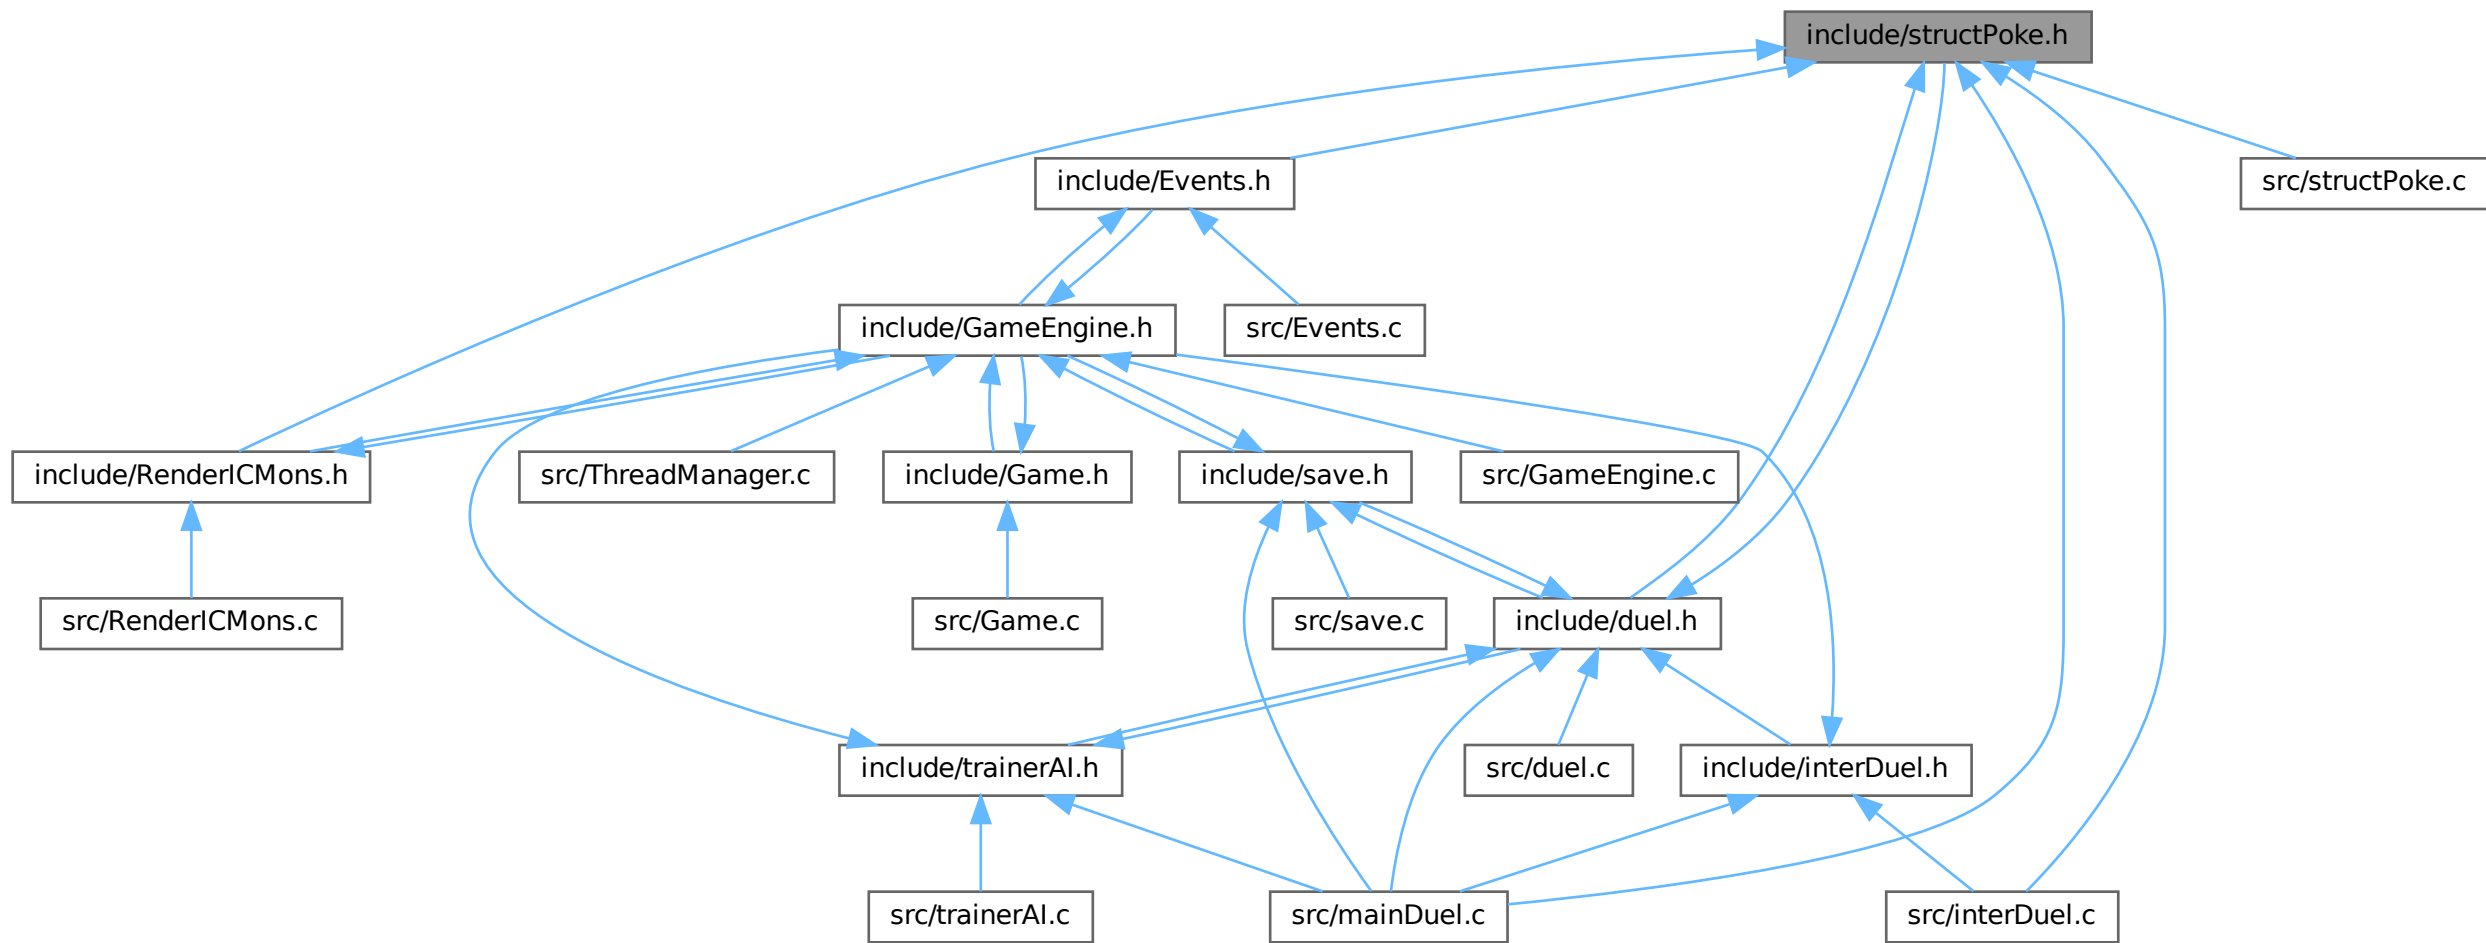 include/structPoke.h
include/Events.h
src/structPoke.c
include/GameEngine.h
src/Events.c
include/RenderICMons.h
src/ThreadManager.c
include/Game.h
include/save.h
src/GameEngine.c
src/RenderICMons.c
src/Game.c
src/save.c
include/duel.h
include/trainerAI.h
src/duel.c
include/interDuel.h
src/trainerAI.c
src/mainDuel.c
src/interDuel.c